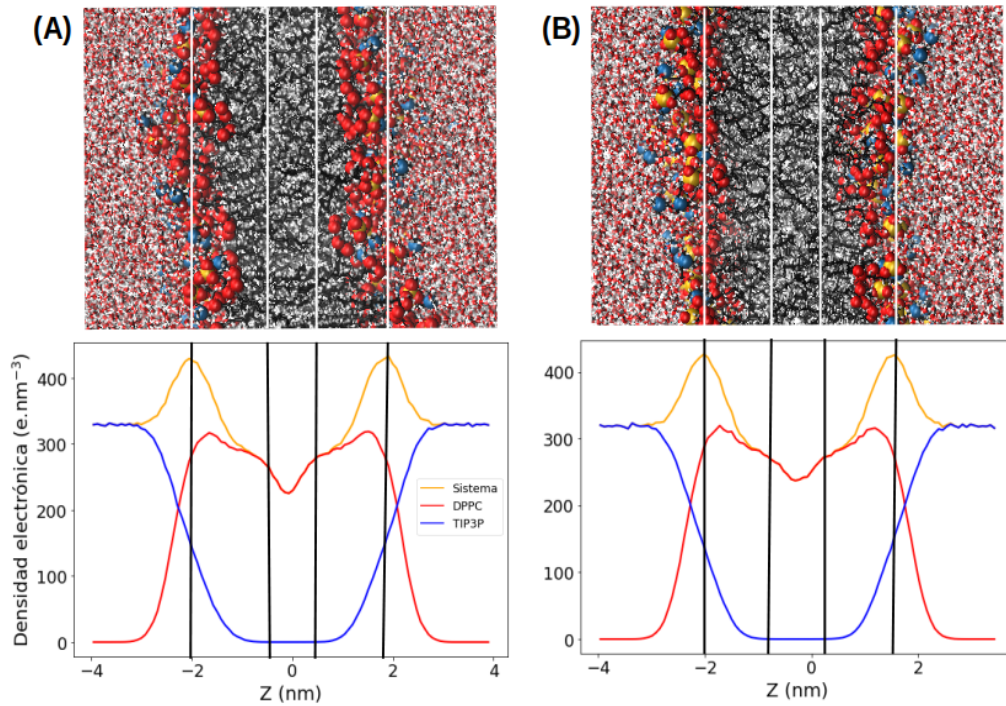 (A)
(B)
Densidad electrónica (e.nm⁻³)
400
300
200
100
0
Sistema
DPPC
TIP3P
−4
−2
0
2
4
Z (nm)
400
300
200
100
0
−4
−2
0
2
Z (nm)